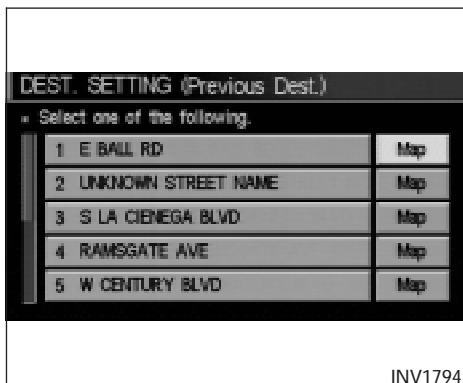 DEST. SETTING (Previous Dest.)
Select one of the following.
1 E BALL RD Map
2 UNKNOWN STREET NAME Map
3 S LA CIENEGA BLVD Map
4 RAMSGATE AVE Map
5 W CENTURY BLVD Map
INV1794